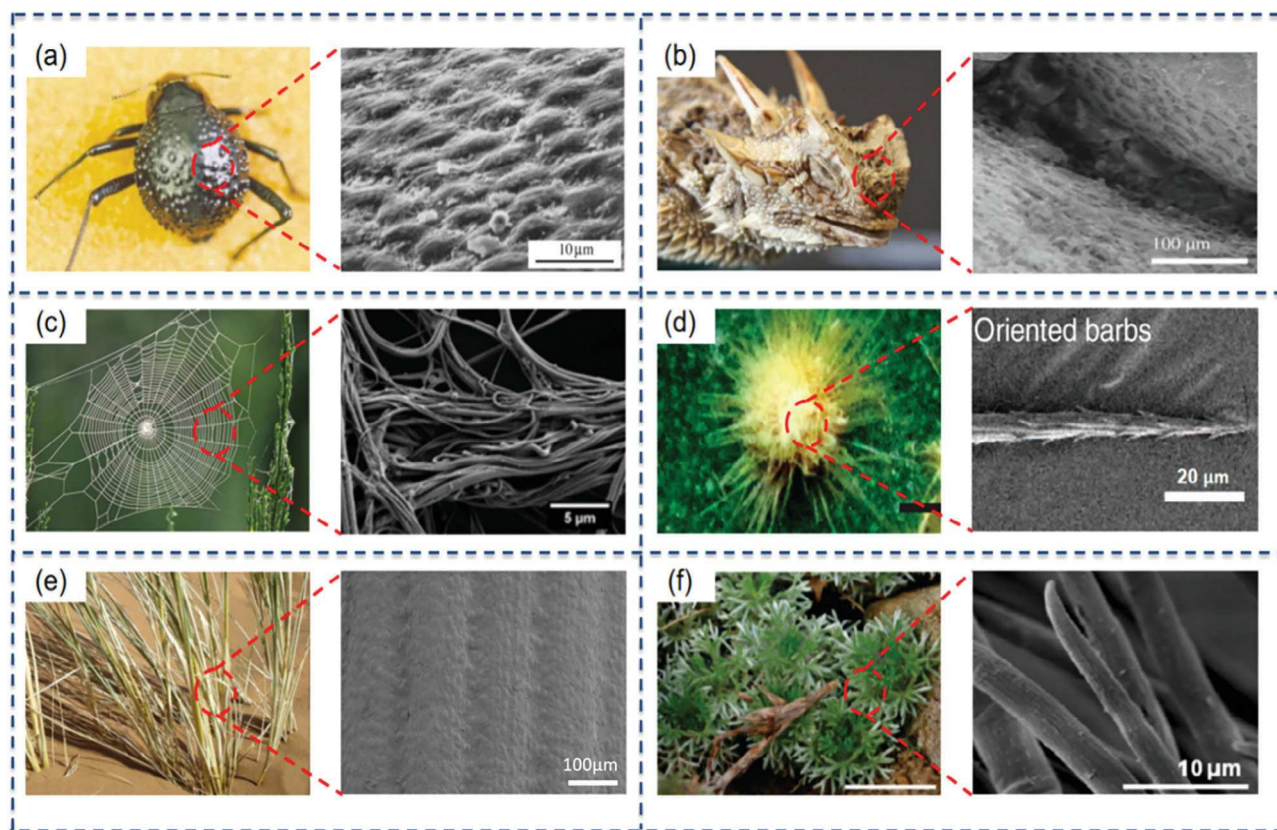 (a)
10μm
(b)
100 μm
(c)
5 μm
(d)
Oriented barbs
20 μm
(e)
100μm
(f)
10 μm